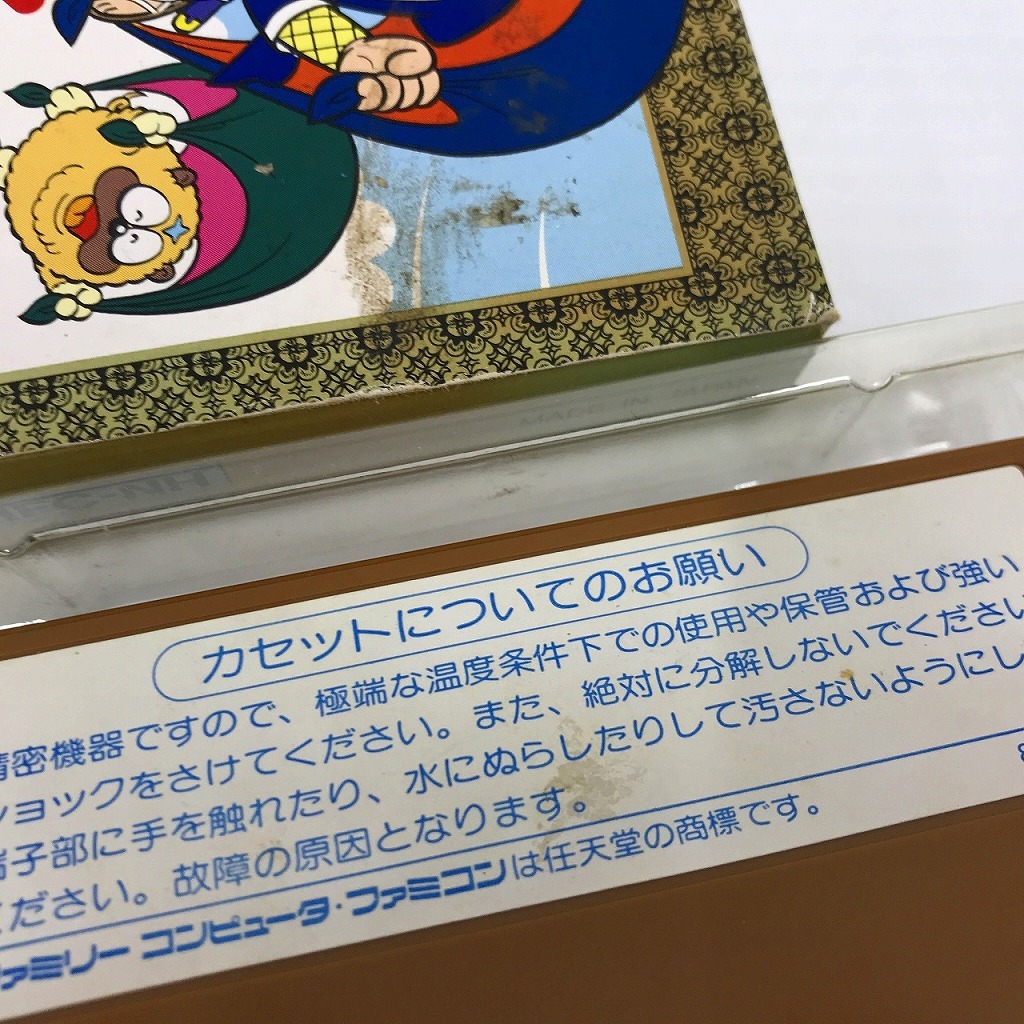 カセットについてのお願い
精密機器ですので、極端な温度条件下での使用や保管および強い
ショックをさけてください。また、絶対に分解しないでください
端子部に手を触れたり、水にぬらしたりして汚さないようにし
ください。故障の原因となります。
ファミリー コンピュータ・ファミコンは任天堂の商標です。